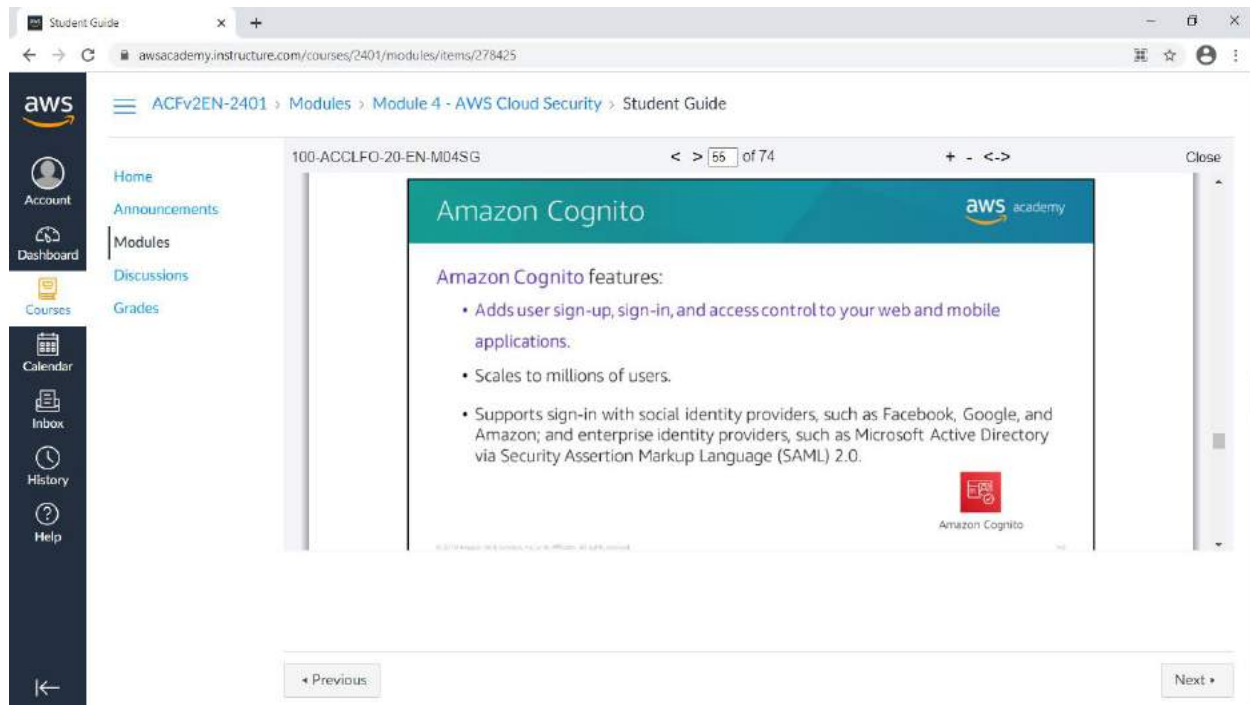 aws
Student Guide
awsacademy.instructure.com/courses/2401/modules/items/278425
aws
ACFv2EN-2401 › Modules › Module 4 - AWS Cloud Security › Student Guide
Account
Dashboard
Courses
Calendar
Inbox
History
Help
Home
Announcements
Modules
Discussions
Grades
100-ACCLFO-20-EN-M04SG
< > 55 of 74
+ - <->
Close
Amazon Cognito
aws academy
Amazon Cognito features:
• Adds user sign-up, sign-in, and access control to your web and mobile
applications.
• Scales to millions of users.
• Supports sign-in with social identity providers, such as Facebook, Google, and
Amazon; and enterprise identity providers, such as Microsoft Active Directory
via Security Assertion Markup Language (SAML) 2.0.
Amazon Cognito
◂ Previous
Next ▸